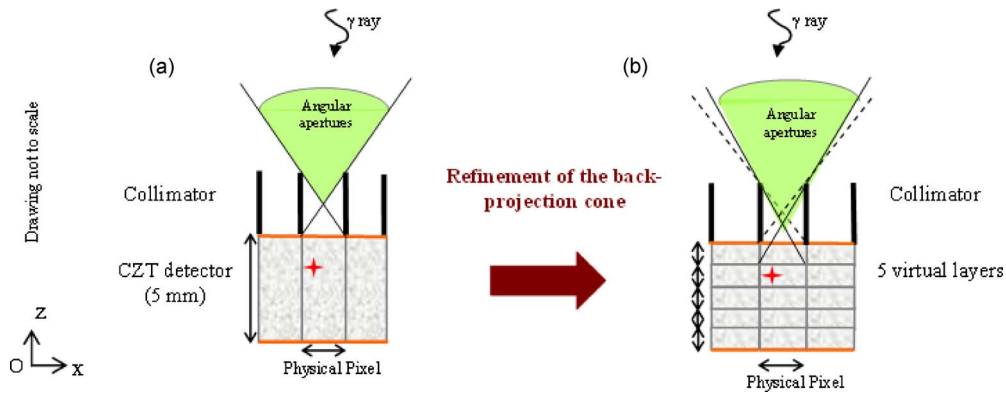 γ ray
γ ray
(a)
(b)
Angular
apertures
Angular
apertures
Drawing not to scale
Collimator
Refinement of the back-
projection cone
Collimator
CZT detector
(5 mm)
5 virtual layers
Z
O
x
Physical Pixel
Physical Pixel